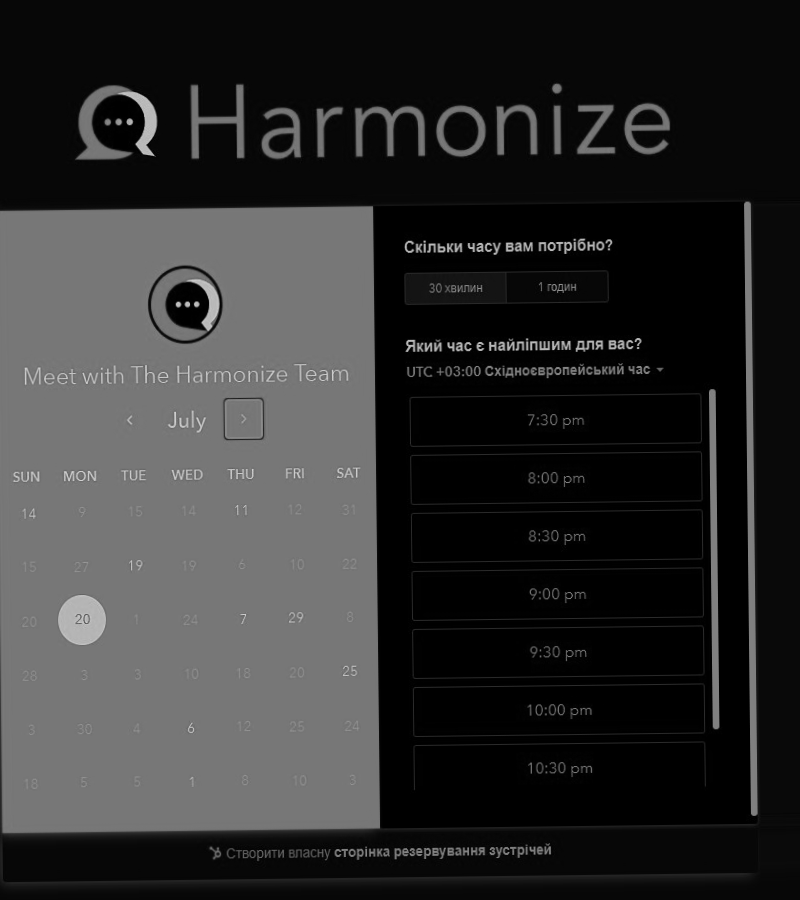 Harmonize
Meet with The Harmonize Team
July
SUN MON TUE WED THU FRI SAT
14 9 15 14 11 12 31
15 27 19 19 6 10 22
20 20 1 24 7 29 8
28 3 3 10 18 20 25
3 30 4 6 12 25 24
18 5 5 1 8 10 3
Скільки часу вам потрібно?
30 хвилин 1 годин
Який час є найліпшим для вас?
UTC +03:00 Східноєвропейський час
7:30 pm
8:00 pm
8:30 pm
9:00 pm
9:30 pm
10:00 pm
10:30 pm
Створити власну сторінка резервування зустрічей